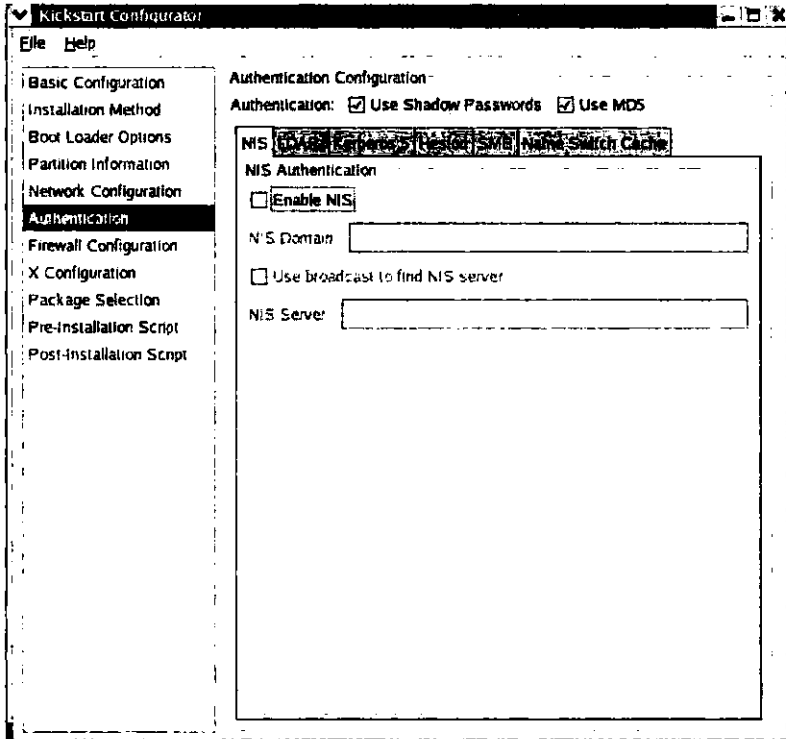 Kickstart Configurator
File Help
Basic Configuration
Installation Method
Boot Loader Options
Partition Information
Network Configuration
Authentication
Firewall Configuration
X Configuration
Package Selection
Pre-Installation Script
Post-Installation Script
Authentication Configuration
Authentication: Use Shadow Passwords Use MD5
NIS LDAP Kerberos 5 Hesiod SMB Name Switch Cache
NIS Authentication
Enable NIS
NIS Domain
Use broadcast to find NIS server
NIS Server